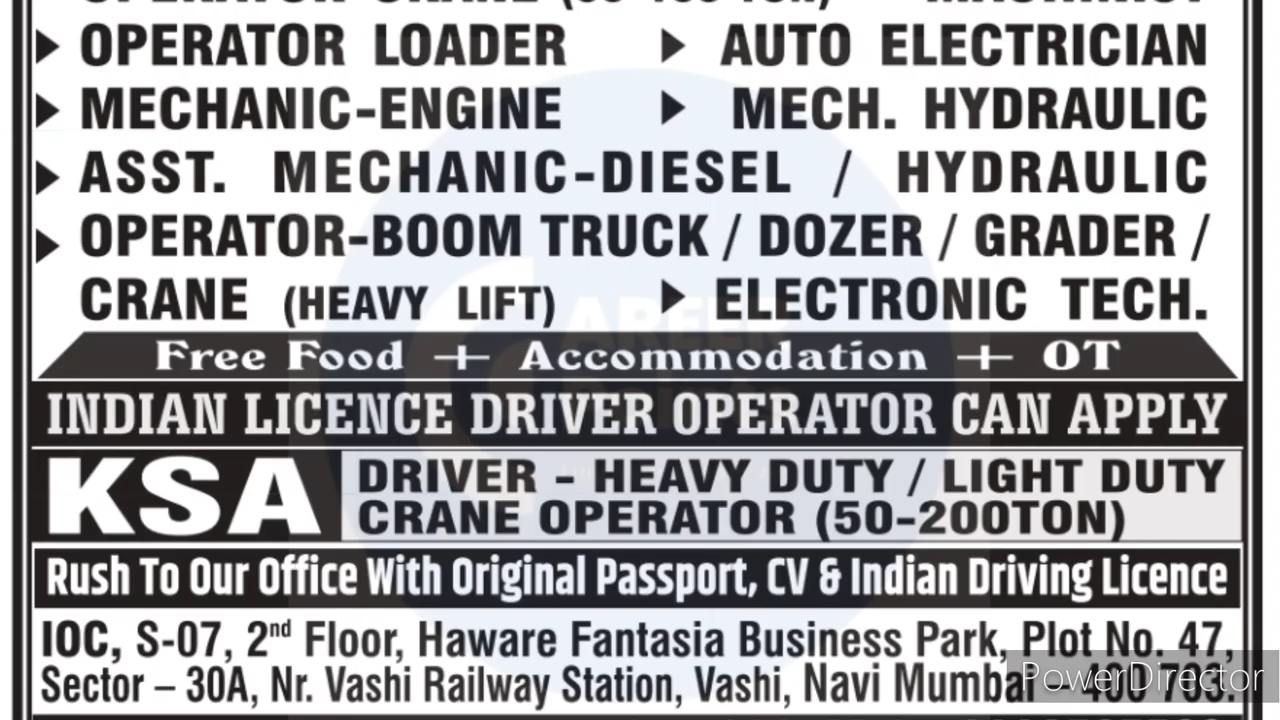 ▶ OPERATOR LOADER ▶ AUTO ELECTRICIAN
▶ MECHANIC-ENGINE ▶ MECH. HYDRAULIC
▶ ASST. MECHANIC-DIESEL / HYDRAULIC
▶ OPERATOR-BOOM TRUCK / DOZER / GRADER /
CRANE (HEAVY LIFT) ▶ ELECTRONIC TECH.
Free Food + Accommodation + OT
INDIAN LICENCE DRIVER OPERATOR CAN APPLY
KSA DRIVER - HEAVY DUTY / LIGHT DUTY
CRANE OPERATOR (50-200TON)
Rush To Our Office With Original Passport, CV & Indian Driving Licence
IOC, S-07, 2nd Floor, Haware Fantasia Business Park, Plot No. 47,
Sector – 30A, Nr. Vashi Railway Station, Vashi, Navi Mumbai – 400 703.
PowerDirector